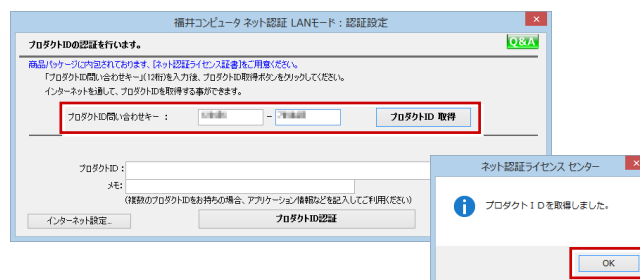 福井コンピュータ ネット認証 LANモード：認証設定
×
プロダクトIDの認証を行います。
Q&A
商品パッケージに内包されております、[ネット認証ライセンス証書]をご用意ください。
「プロダクトID問い合わせキー」(12桁)を入力後、プロダクトID取得ボタンをクリックしてください。
インターネットを通して、プロダクトIDを取得する事ができます。
プロダクトID問い合わせキー ： － プロダクトID 取得
プロダクトID：
メモ：
(複数のプロダクトIDをお持ちの場合、アプリケーション情報などを記入してご利用ください)
インターネット設定... プロダクトID認証
ネット認証ライセンス センター
×
プロダクトＩＤを取得しました。
OK